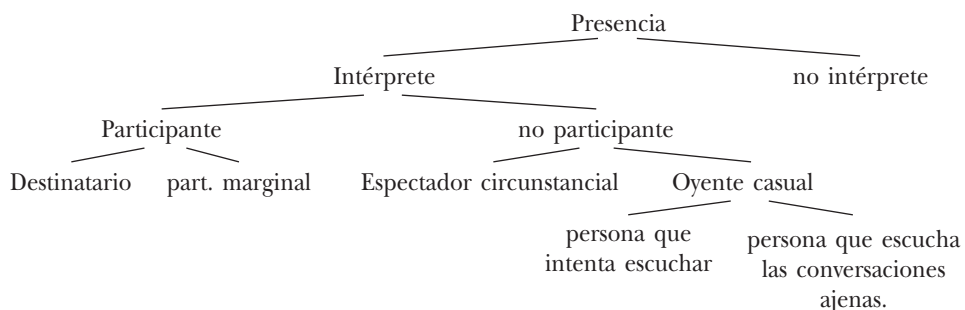 Presencia
Intérprete
no intérprete
Participante
no participante
Destinatario
part. marginal
Espectador circunstancial
Oyente casual
persona que
intenta escuchar
persona que escucha
las conversaciones
ajenas.